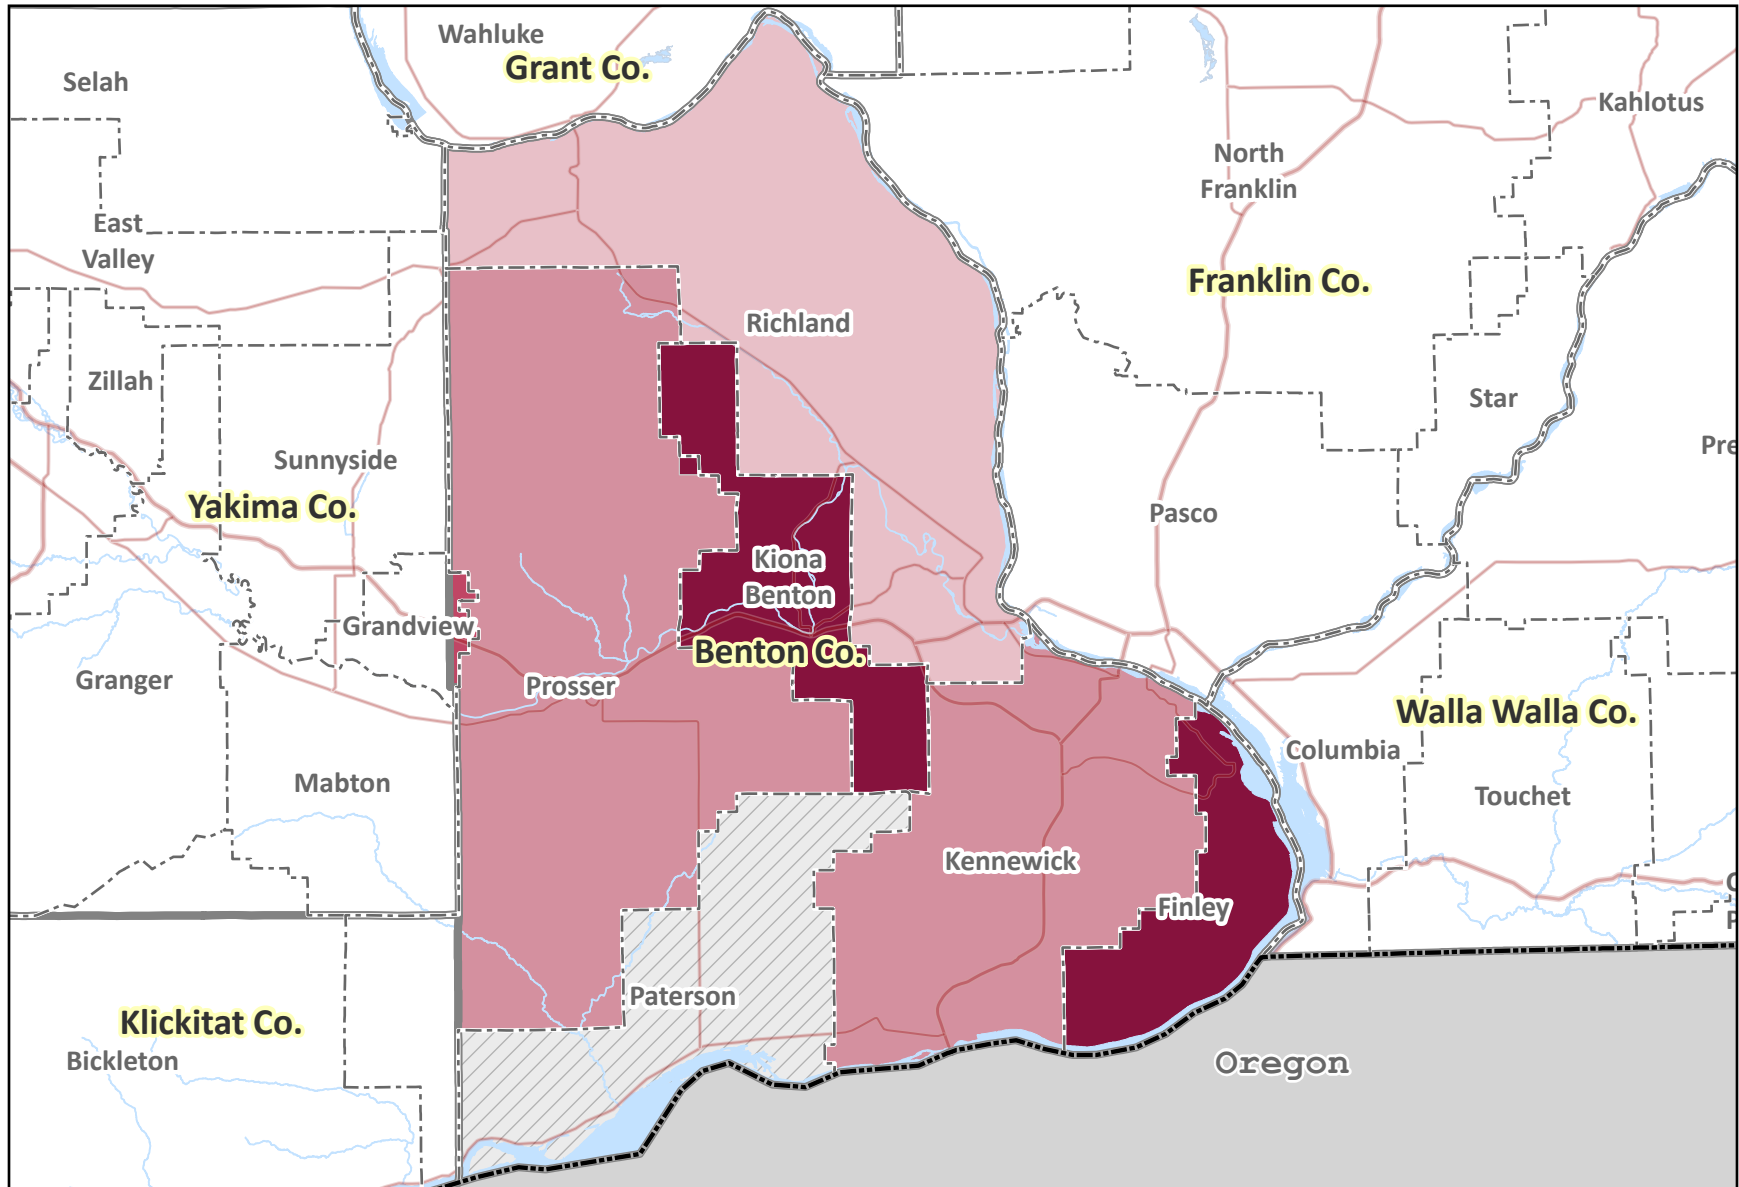 Wahluke
Grant Co.
Selah
Kahlotus
North
Franklin
East
Valley
Franklin Co.
Richland
Zillah
Star
Sunnyside
Pre
Yakima Co.
Pasco
Kiona
Benton
Grandview
Benton Co.
Granger
Prosser
Walla Walla Co.
Columbia
Mabton
Touchet
Kennewick
Finley
Paterson
Klickitat Co.
Bickleton
Oregon